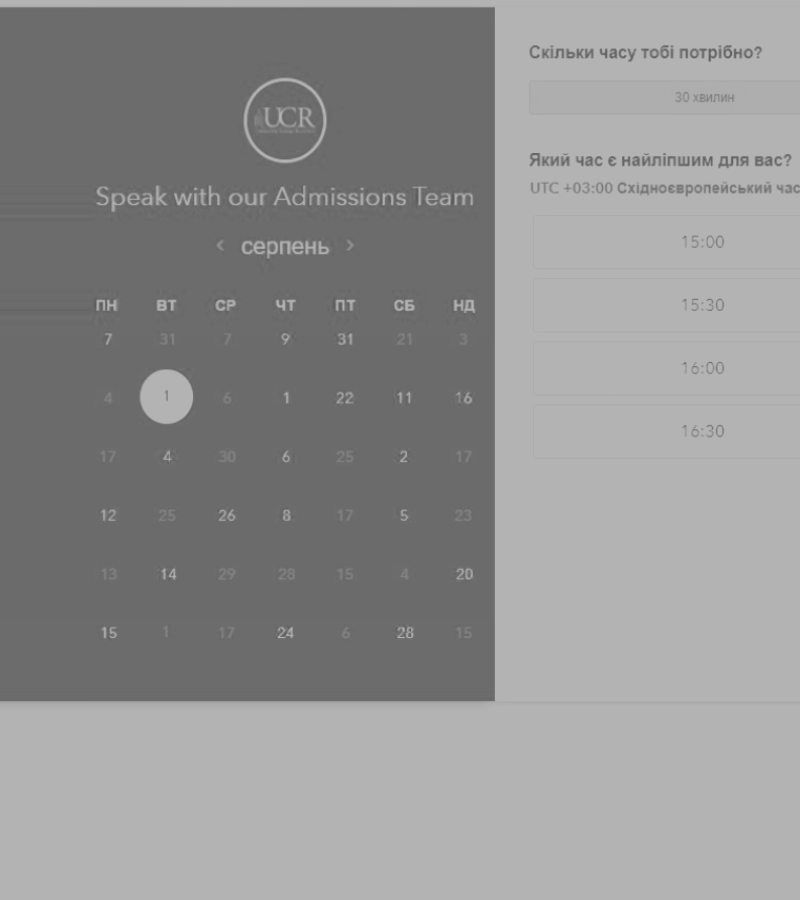 UCR
Speak with our Admissions Team
< серпень >
ПН ВТ СР ЧТ ПТ СБ НД
7 31 7 9 31 21 3
4 1 6 1 22 11 16
17 4 30 6 25 2 17
12 25 26 8 17 5 23
13 14 29 28 15 4 20
15 1 17 24 6 28 15
Скільки часу тобі потрібно?
30 хвилин
Який час є найліпшим для вас?
UTC +03:00 Східноєвропейський час
15:00
15:30
16:00
16:30